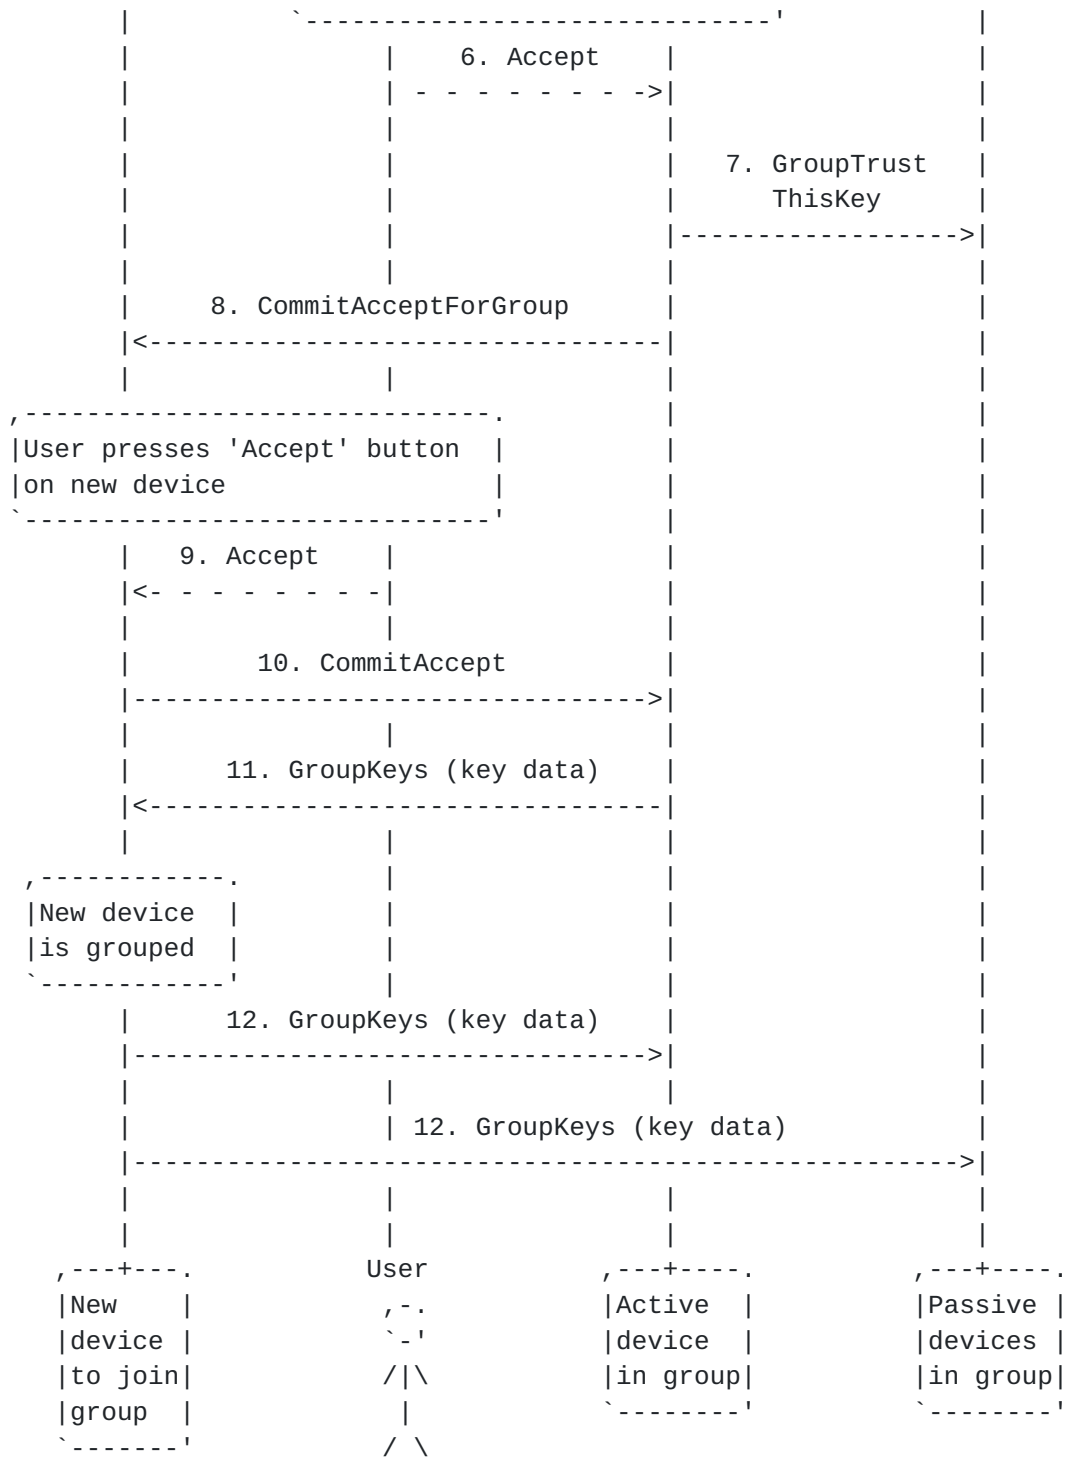 6. Accept
7. GroupTrust
ThisKey
8. CommitAcceptForGroup
User presses 'Accept' button
on new device
9. Accept
10. CommitAccept
11. GroupKeys (key data)
New device
is grouped
12. GroupKeys (key data)
12. GroupKeys (key data)
User
New
device
to join
group
Active
device
in group
Passive
devices
in group